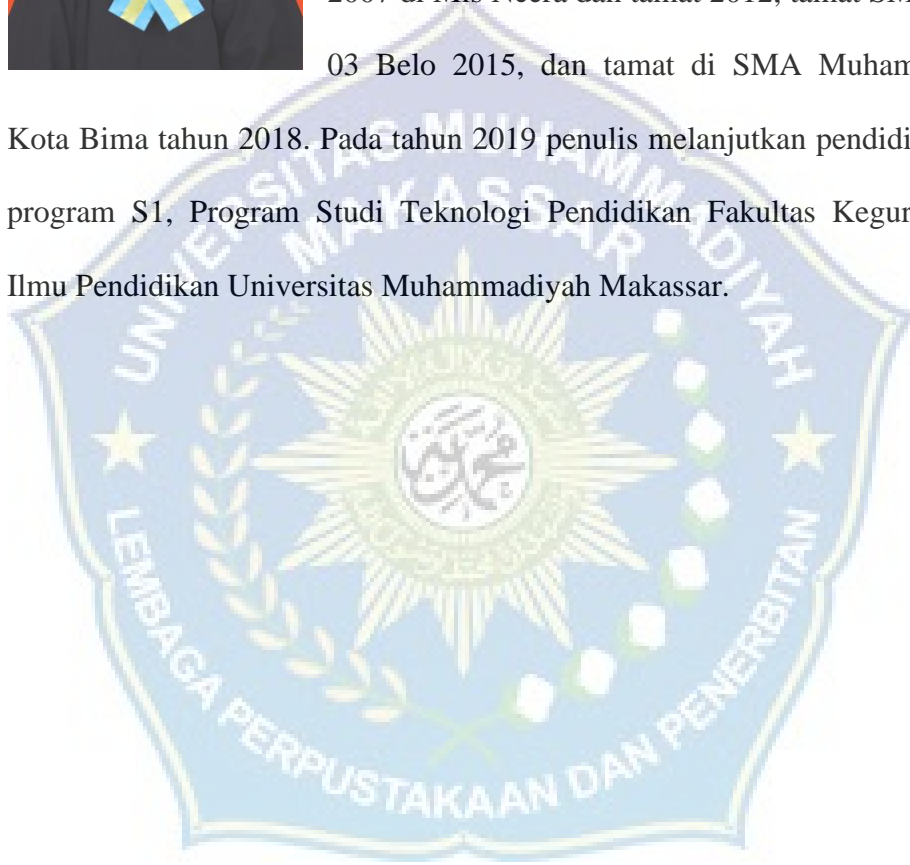 2007 di Mis Ncera dan tamat 2012, tamat SM
03 Belo 2015, dan tamat di SMA Muham
Kota Bima tahun 2018. Pada tahun 2019 penulis melanjutkan pendidi
program S1, Program Studi Teknologi Pendidikan Fakultas Kegur
Ilmu Pendidikan Universitas Muhammadiyah Makassar.
UNIVERSITAS MUHAMMADIYAH
MAKASSAR
محمد
LEMBAGA PERPUSTAKAAN DAN PENERBITAN